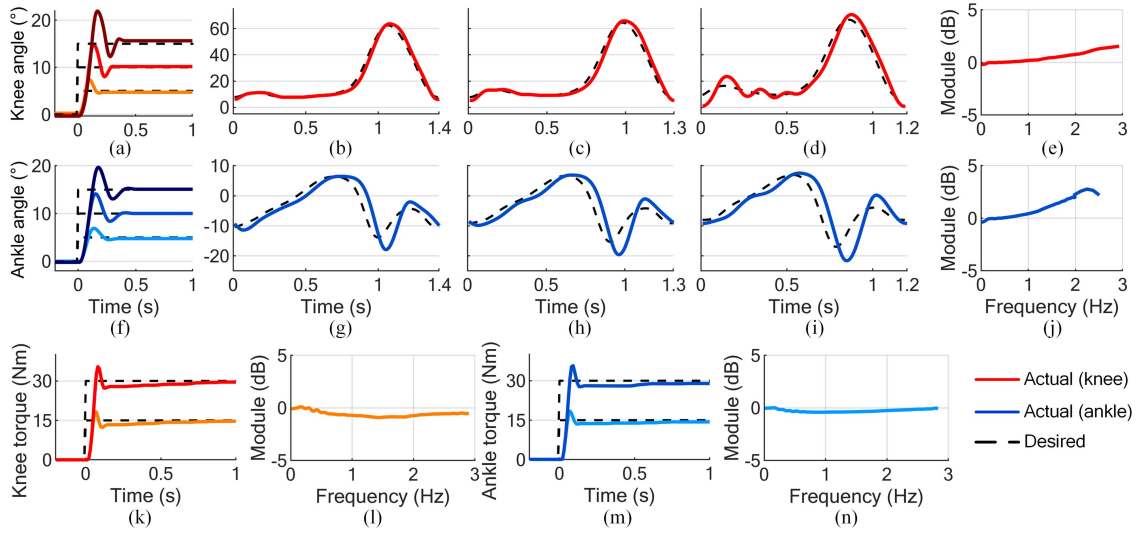 Knee angle (°)
20
10
0
0
1
(a)
60
40
20
0
0
0.5
1
1.4
(b)
0
0.5
1
1.3
(c)
0
0.5
1.2
(d)
Module (dB)
5
0
-5
0
1
2
3
(e)
Ankle angle (°)
20
10
0
0
1
Time (s)
(f)
0
-10
-20
0
0.5
1
1.4
Time (s)
(g)
0
0.5
1
1.3
Time (s)
(h)
0
0.5
1.2
Time (s)
(i)
Module (dB)
5
0
-5
0
1
2
3
Frequency (Hz)
(j)
Knee torque (Nm)
30
15
0
0
0.5
1
Time (s)
(k)
Module (dB)
5
0
-5
0
1
2
3
Frequency (Hz)
(l)
Ankle torque (Nm)
30
15
0
0
0.5
1
Time (s)
(m)
Module (dB)
5
0
-5
0
1
2
3
Frequency (Hz)
(n)
Actual (knee)
Actual (ankle)
Desired